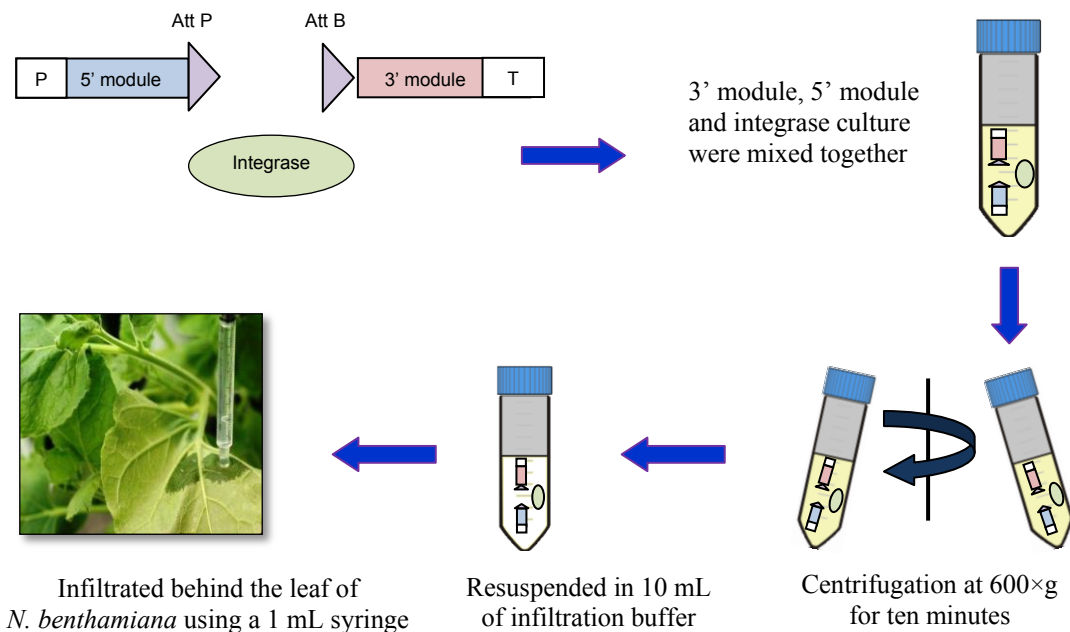 Att P
Att B
P
5’ module
3’ module
T
Integrase
3’ module, 5’ module
and integrase culture
were mixed together
Infiltrated behind the leaf of
N. benthamiana using a 1 mL syringe
Resuspended in 10 mL
of infiltration buffer
Centrifugation at 600×g
for ten minutes